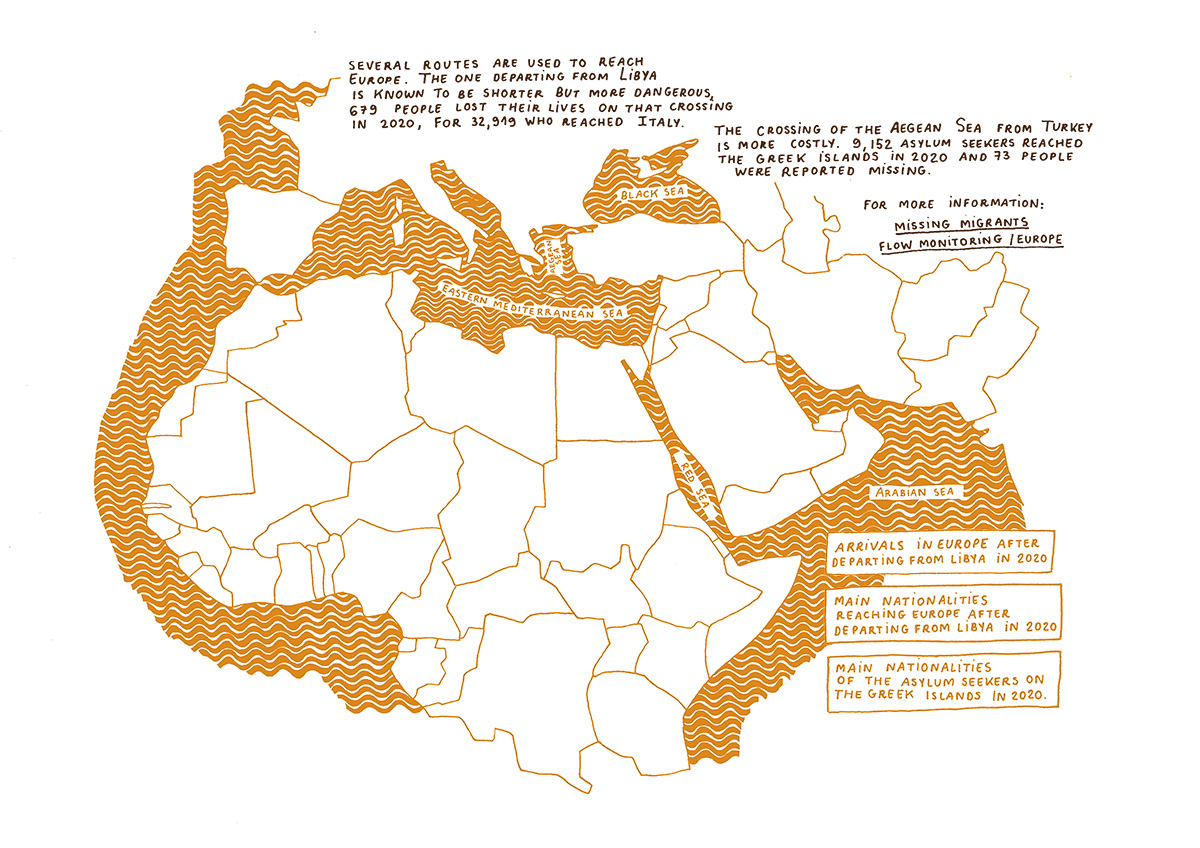 SEVERAL ROUTES ARE USED TO REACH
EUROPE. THE ONE DEPARTING FROM LIBYA
IS KNOWN TO BE SHORTER BUT MORE DANGEROUS,
679 PEOPLE LOST THEIR LIVES ON THAT CROSSING
IN 2020, FOR 32,919 WHO REACHED ITALY.
THE CROSSING OF THE AEGEAN SEA FROM TURKEY
IS MORE COSTLY. 9,152 ASYLUM SEEKERS REACHED
THE GREEK ISLANDS IN 2020 AND 73 PEOPLE
WERE REPORTED MISSING.
FOR MORE INFORMATION:
MISSING MIGRANTS
FLOW MONITORING / EUROPE
BLACK SEA
AEGEAN
SEA
EASTERN MEDITERRANEAN SEA
RED SEA
ARABIAN SEA
ARRIVALS IN EUROPE AFTER
DEPARTING FROM LIBYA IN 2020
MAIN NATIONALITIES
REACHING EUROPE AFTER
DEPARTING FROM LIBYA IN 2020
MAIN NATIONALITIES
OF THE ASYLUM SEEKERS ON
THE GREEK ISLANDS IN 2020.